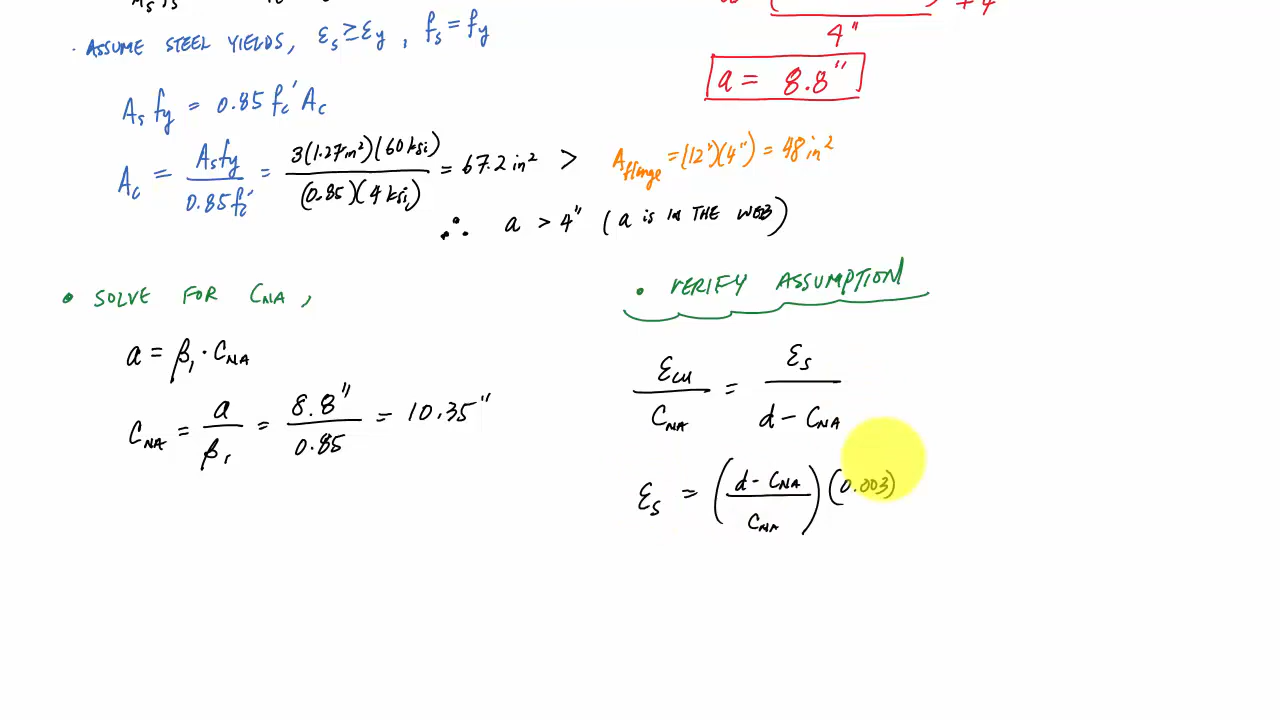 · ASSUME STEEL YIELDS, εs ≥ εy, fs = fy
4"
a = 8.8"
As fy = 0.85 fc' Ac
Ac = As fy / 0.85 fc' = 3(1.27in²)(60 ksi) / (0.85)(4 ksi) = 67.2 in² > Aflange = (12")(4") = 48 in²
∴ a > 4" (a is in THE WEB)
• SOLVE FOR CNA,
a = β1 · CNA
CNA = a / β1 = 8.8" / 0.85 = 10.35"
• VERIFY ASSUMPTION
εcu / CNA = εs / d - CNA
εs = (d - CNA / CNA)(0.003)